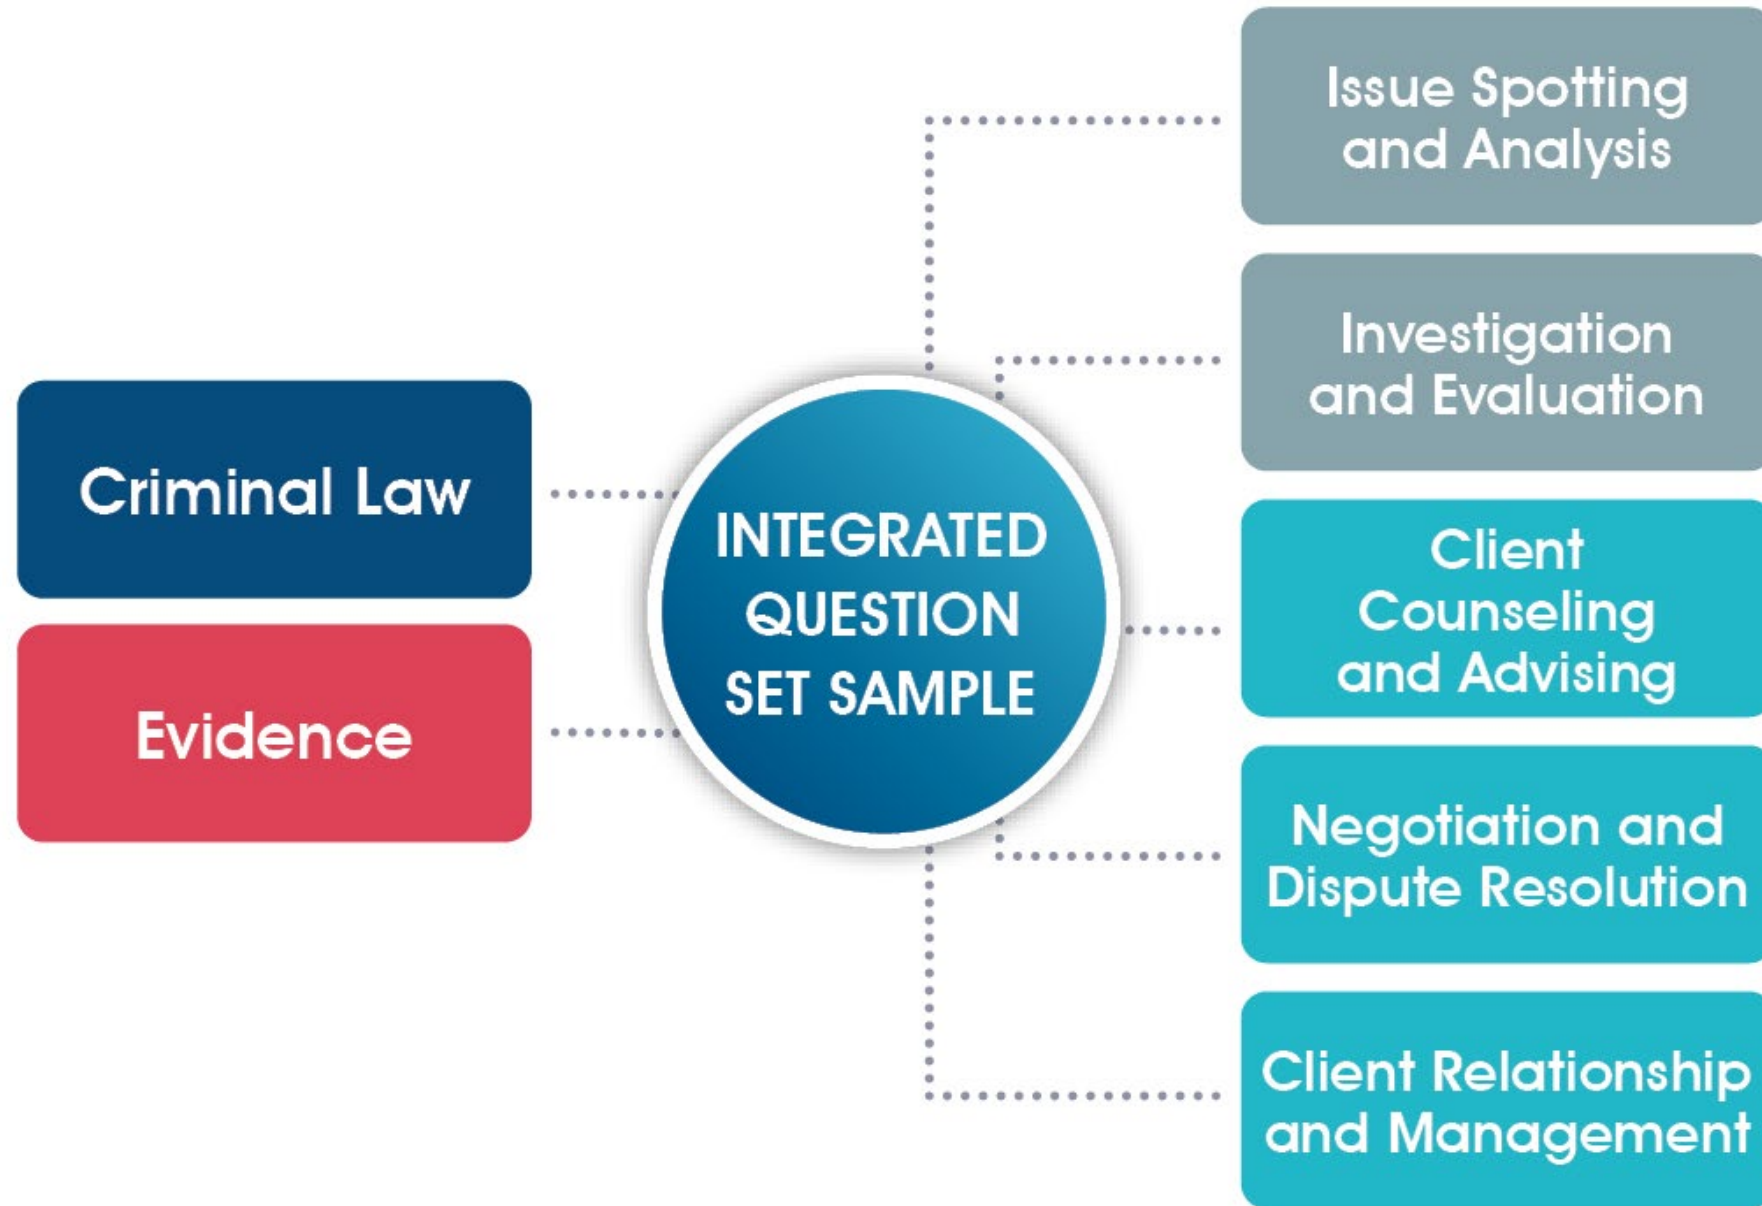 Criminal Law
Evidence
INTEGRATED
QUESTION
SET SAMPLE
Issue Spotting
and Analysis
Investigation
and Evaluation
Client
Counseling
and Advising
Negotiation and
Dispute Resolution
Client Relationship
and Management